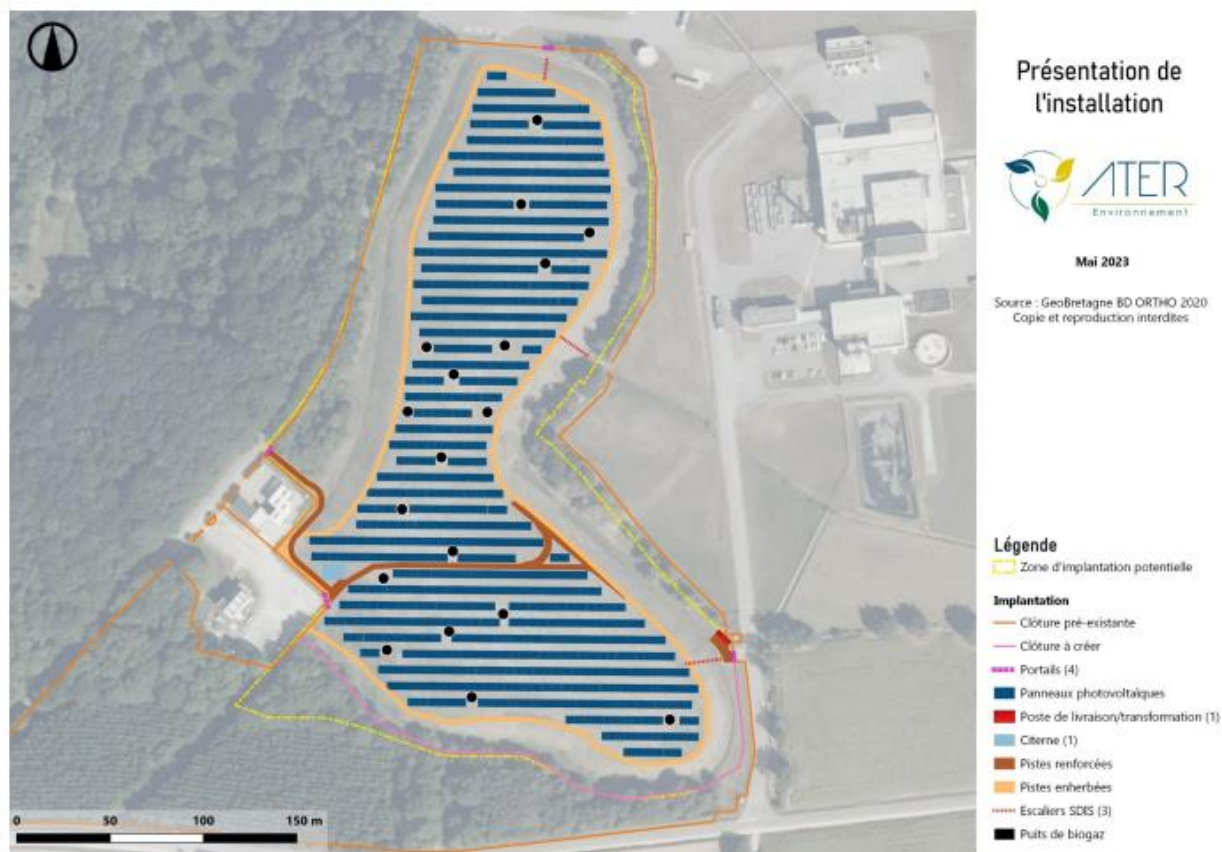 Présentation de
l'installation
ATER
Environnement
Mai 2023
Source : GeoBretagne BD ORTHO 2020
Copie et reproduction interdites
Légende
Zone d'implantation potentielle
Implantation
Clôture pré-existante
Clôture à créer
Portails (4)
Panneaux photovoltaïques
Poste de livraison/transformation (1)
Citerne (1)
Pistes renforcées
Pistes enherbées
Escaliers SDIS (3)
Puits de biogaz
0 50 100 150 m